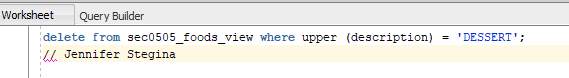 Worksheet Query Builder
delete from sec0505_foods_view where upper (description) = 'DESSERT';
// Jennifer Stegina